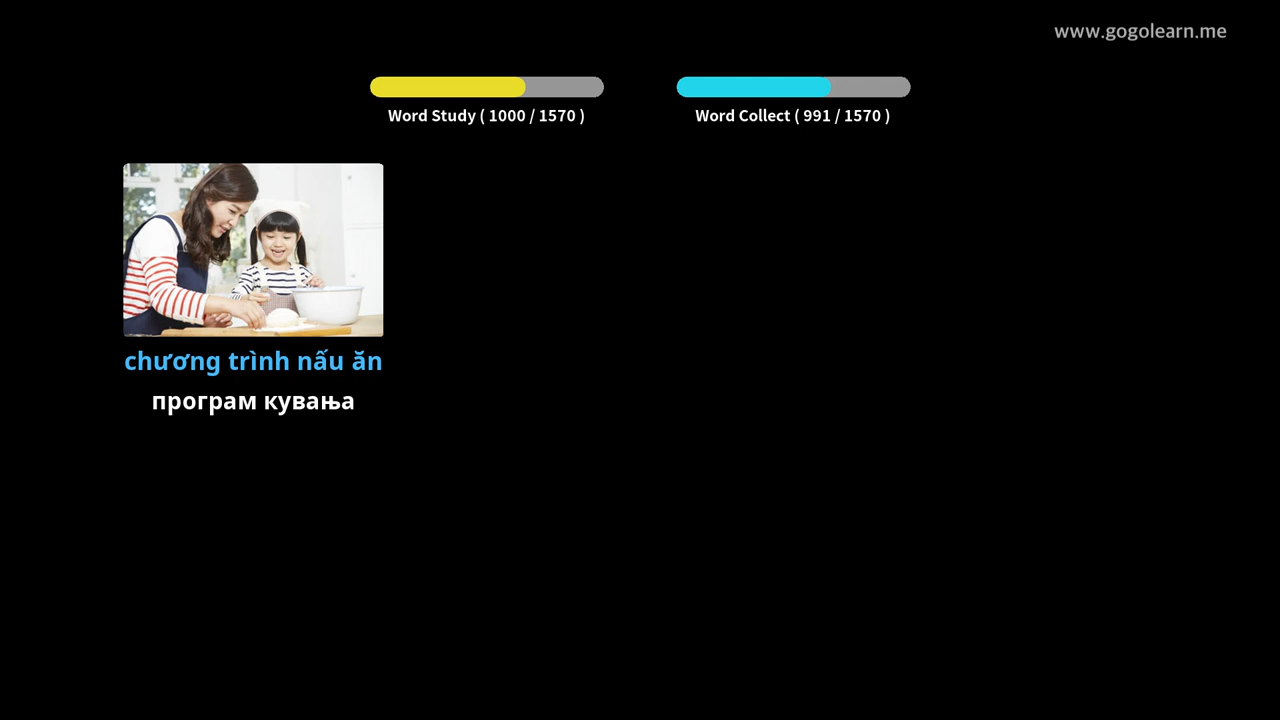 www.gogolearn.me
Word Study ( 1000 / 1570 )
Word Collect ( 991 / 1570 )
chương trình nấu ăn
програм кувања